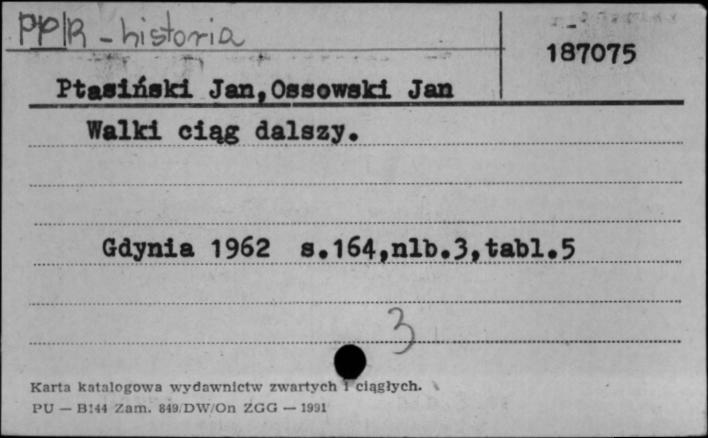 PPR - historia
187075
Ptasiński Jan,Ossowski Jan
Walki ciąg dalszy.
Gdynia 1962 s.164,nlb.3,tabl.5
3
Karta katalogowa wydawnictw zwartych i ciągłych.
PU — B144 Zam. 849/DW/On ZGG — 1991